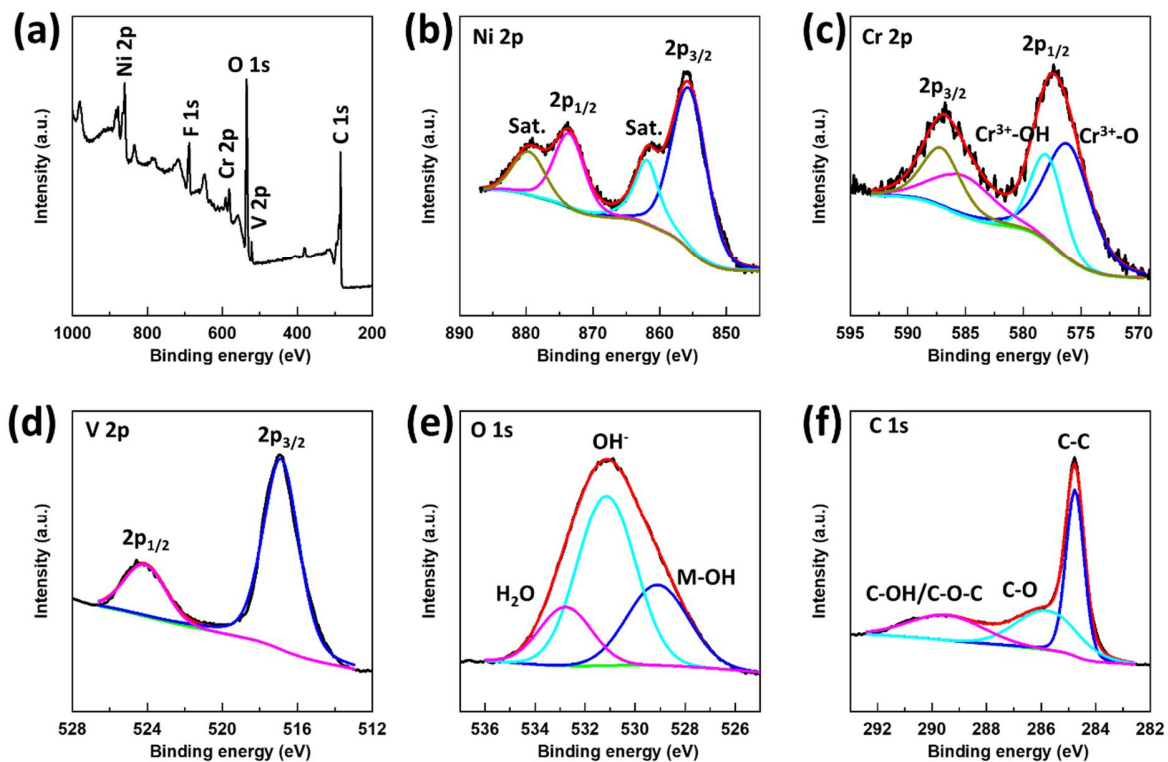 (a)
Ni 2p
F 1s
Cr 2p
O 1s
V 2p
C 1s
Intensity (a.u.)
1000 800 600 400 200
Binding energy (eV)
(b)
Ni 2p
2p3/2
2p1/2
Sat.
Sat.
Intensity (a.u.)
890 880 870 860 850
Binding energy (eV)
(c)
Cr 2p
2p1/2
2p3/2
Cr³⁺-OH
Cr³⁺-O
Intensity (a.u.)
595 590 585 580 575 570
Binding energy (eV)
(d)
V 2p
2p3/2
2p1/2
Intensity (a.u.)
528 524 520 516 512
Binding energy (eV)
(e)
O 1s
OH⁻
M-OH
H₂O
Intensity (a.u.)
536 534 532 530 528 526
Binding energy (eV)
(f)
C 1s
C-C
C-OH/C-O-C
C-O
Intensity (a.u.)
292 290 288 286 284 282
Binding energy (eV)